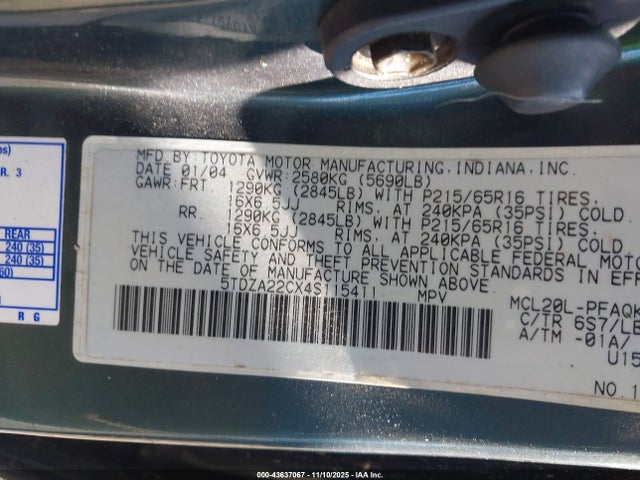 MFD.BY:TOYOTA MOTOR MANUFACTURING.INDIANA.INC.
DATE 01/04 GVWR:2580KG (5690LB)
GAWR:FRT. 1290KG (2845LB) WITH P215/65R16 TIRES.
16X6.5JJ RIMS, AT 240KPA (35PSI) COLD.
RR. 1290KG (2845LB) WITH P215/65R16 TIRES.
16X6.5JJ RIMS, AT 240KPA (35PSI) COLD.
THIS VEHICLE CONFORMS TO ALL APPLICABLE FEDERAL MOTO
VEHICLE SAFETY AND THEFT PREVENTION STANDARDS IN EFF
ON THE DATE OF MANUFACTURE SHOWN ABOVE.
MPV
MCL20L-PFAQK
C/TR 6S7/LE
A/TM -01A/
U15
NO.1
R. 3
REAR
240 (35)
240 (35)
60)
R G
000-43637067 - 11/10/2025 - IAAI.COM